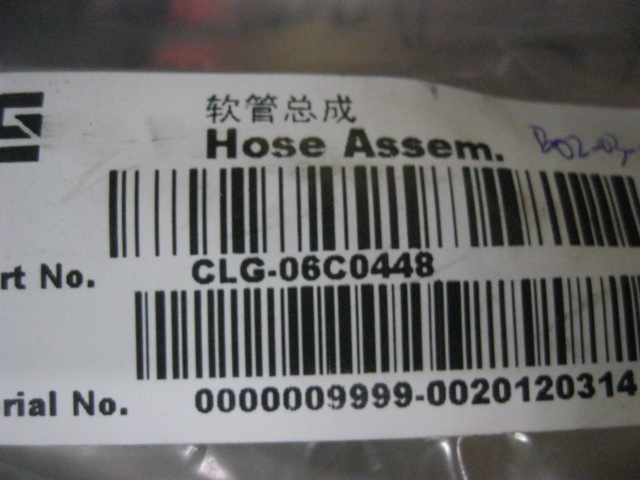 软管总成
Hose Assem.
rt No. CLG-06C0448
rial No. 0000009999-0020120314